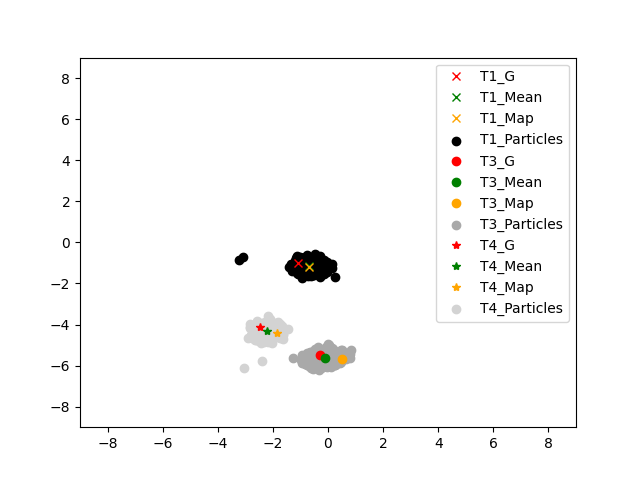 8
6
4
2
0
−2
−4
−6
−8
−8 −6 −4 −2 0 2 4 6 8
T1_G
T1_Mean
T1_Map
T1_Particles
T3_G
T3_Mean
T3_Map
T3_Particles
T4_G
T4_Mean
T4_Map
T4_Particles